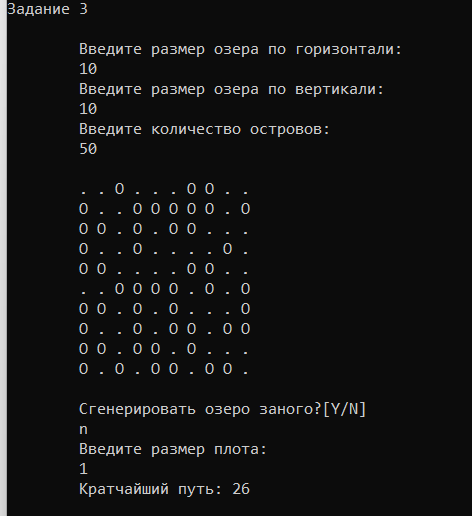 Задание 3
Введите размер озера по горизонтали:
10
Введите размер озера по вертикали:
10
Введите количество островов:
50
. . O . . . O O . .
O . . O O O O O . O
O O . O . O O . . .
O . . O . . . . O .
O O . . . . O O . .
. . O O O O . O . O
O O . O . O . . . O
O . . O . O O . O O
O O . O O . O . . .
O . O . O O . O O .
Сгенерировать озеро заного?[Y/N]
n
Введите размер плота:
1
Кратчайший путь: 26